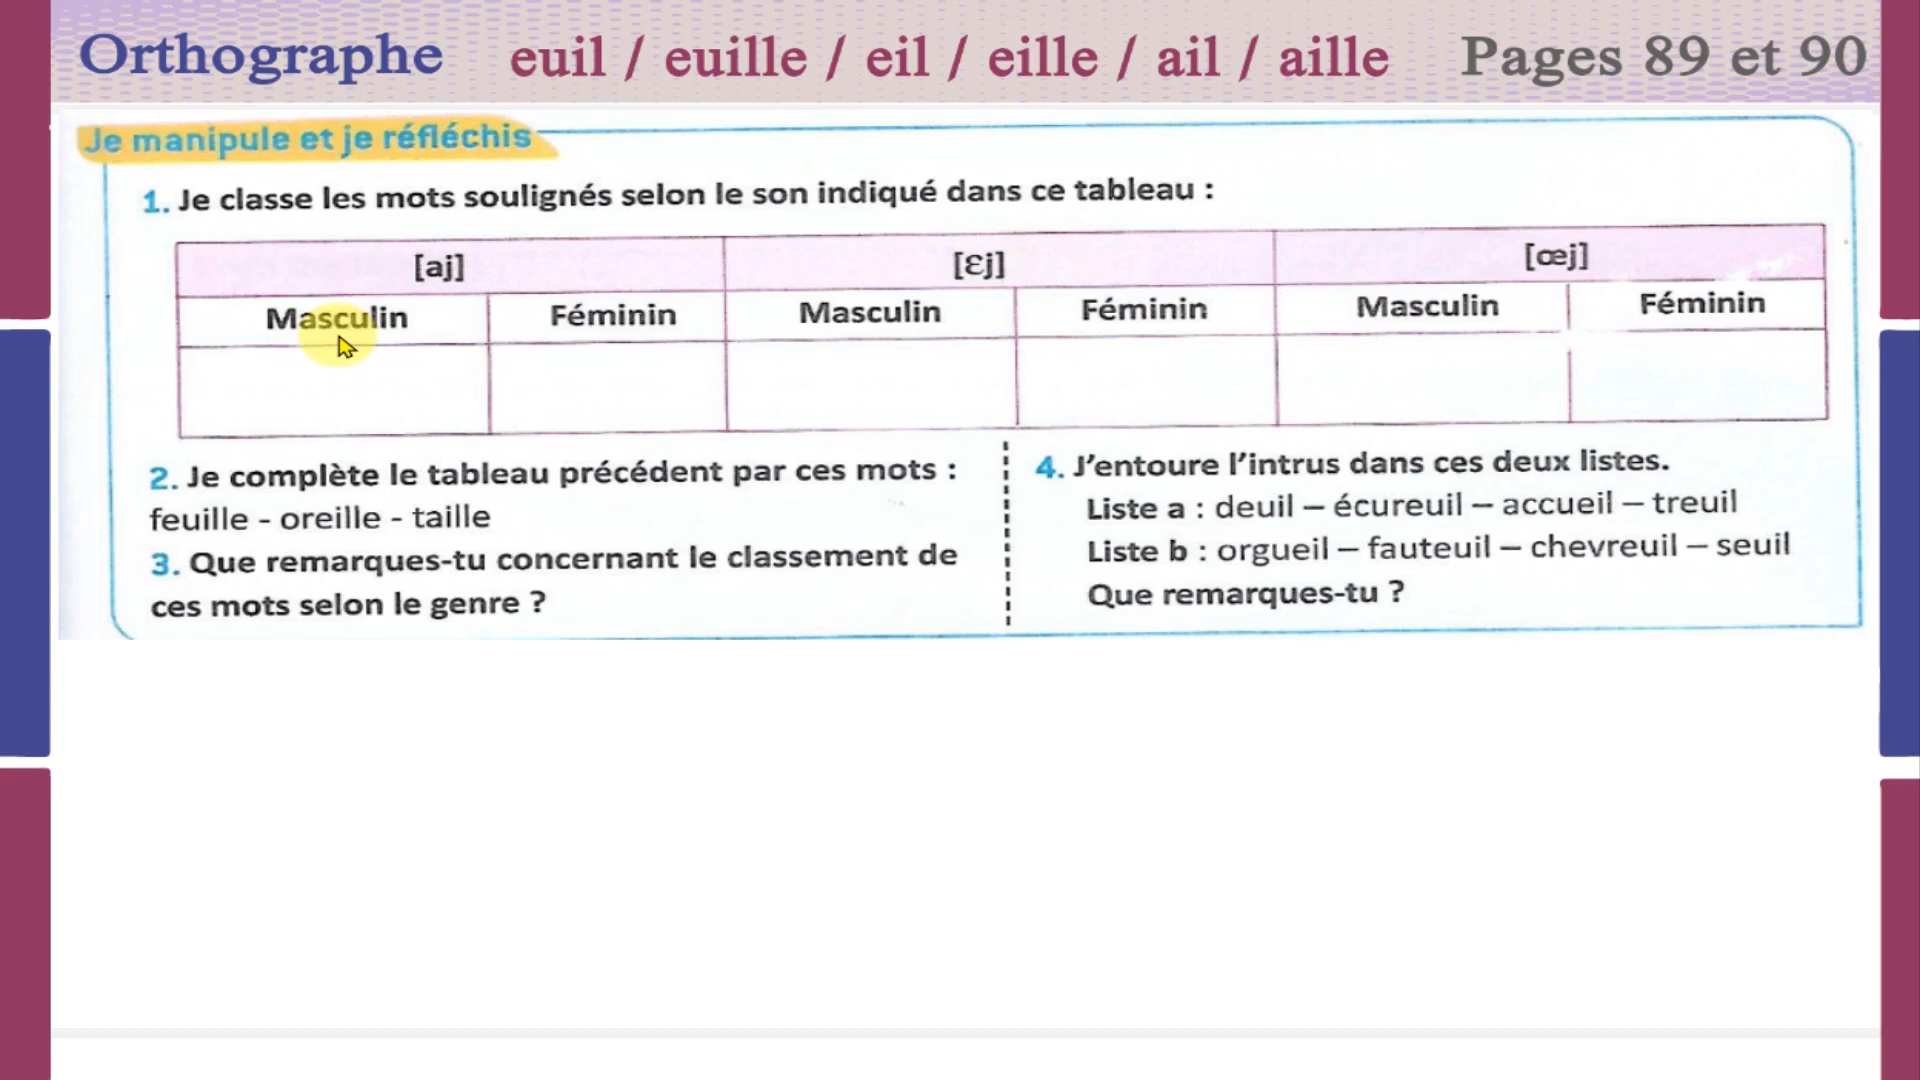 Orthographe euil / euille / eil / eille / ail / aille Pages 89 et 90
Je manipule et je réfléchis
1. Je classe les mots soulignés selon le son indiqué dans ce tableau :
[aj] [Ɛj] [œj]
Masculin Féminin Masculin Féminin Masculin Féminin
2. Je complète le tableau précédent par ces mots :
feuille - oreille - taille
3. Que remarques-tu concernant le classement de
ces mots selon le genre ?
4. J’entoure l’intrus dans ces deux listes.
Liste a : deuil – écureuil – accueil – treuil
Liste b : orgueil – fauteuil – chevreuil – seuil
Que remarques-tu ?